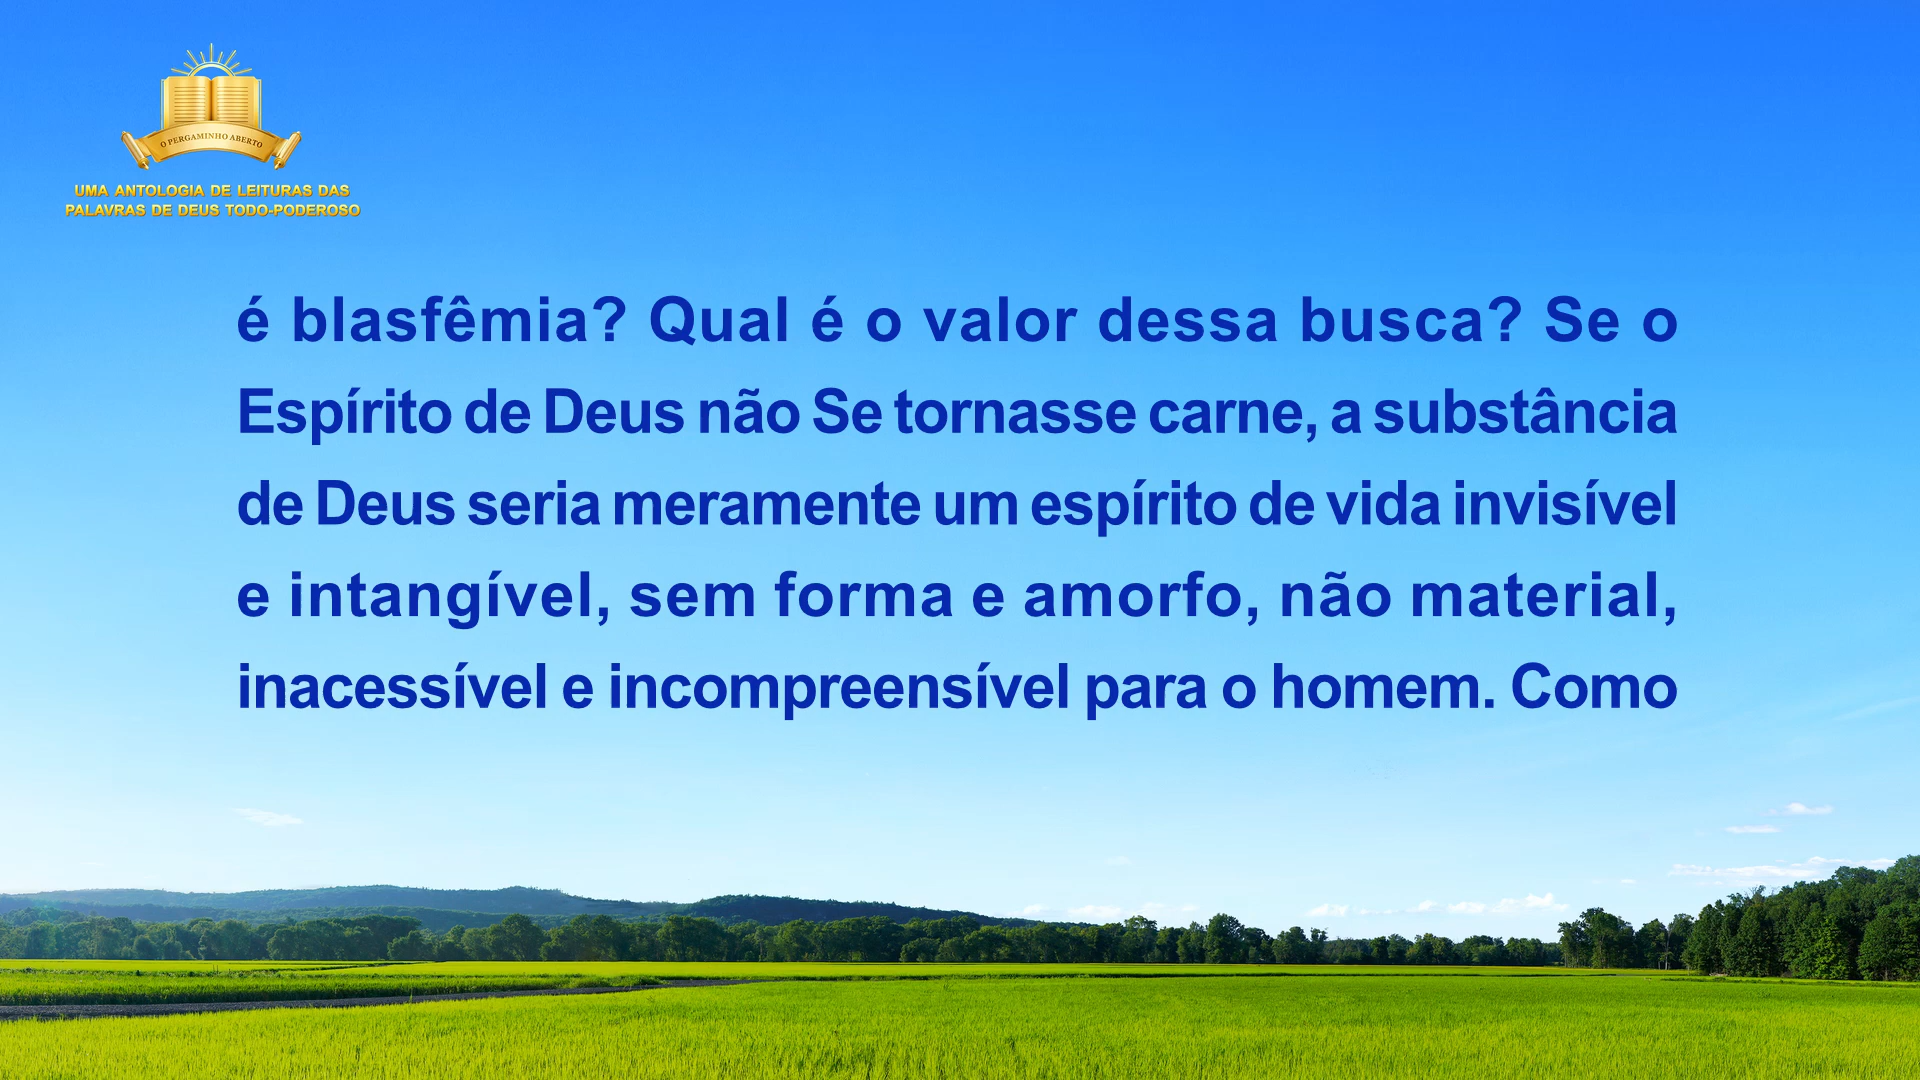 O PERGAMINHO ABERTO
UMA ANTOLOGIA DE LEITURAS DAS
PALAVRAS DE DEUS TODO-PODEROSO
é blasfêmia? Qual é o valor dessa busca? Se o
Espírito de Deus não Se tornasse carne, a substância
de Deus seria meramente um espírito de vida invisível
e intangível, sem forma e amorfo, não material,
inacessível e incompreensível para o homem. Como